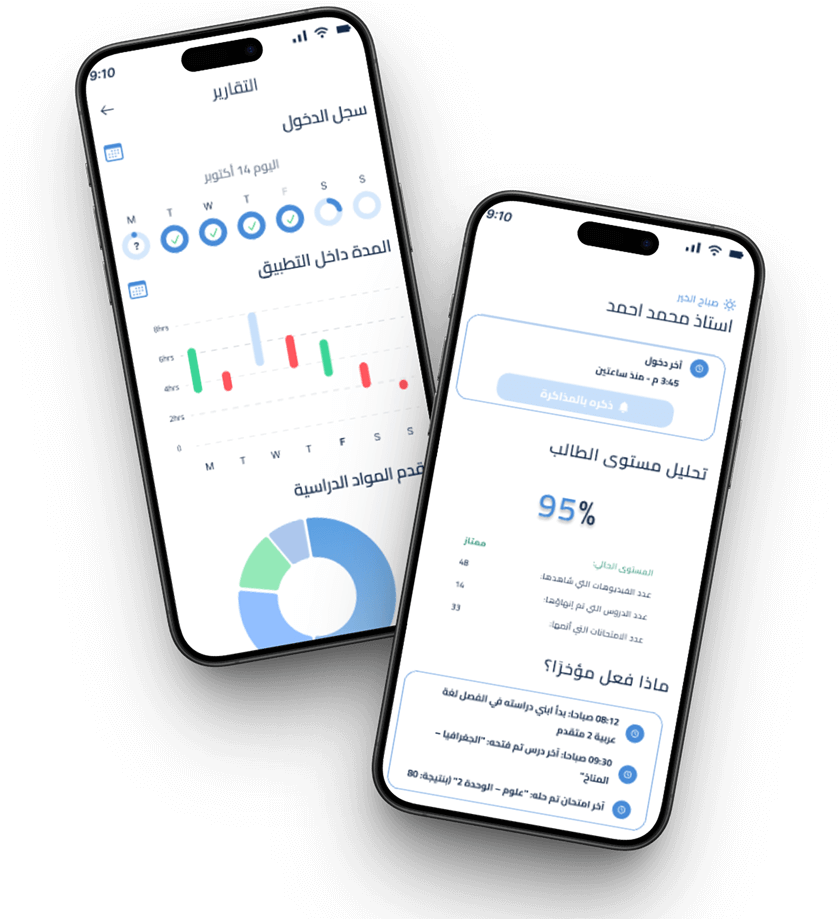 9:10
التقارير
سجل الدخول
اليوم 14 أكتوبر
M T W T F S S
?
المدة داخل التطبيق
8hrs
6hrs
4hrs
2hrs
0
M T W T F S S
قدم المواد الدراسية
9:10
صباح الخير
استاذ محمد احمد
آخر دخول
3:45 م - منذ ساعتين
ذكره بالمذاكرة
تحليل مستوى الطالب
95%
المستوى الحالي: ممتاز
عدد الفيديوهات التي شاهدها: 48
عدد الدروس التي تم إنهاؤها: 14
عدد الامتحانات التي أتمها: 33
ماذا فعل مؤخرًا؟
08:12 صباحا: بدأ ابني دراسته في الفصل لغة
عربية 2 متقدم
09:30 صباحا: آخر درس تم فتحه: "الجغرافيا –
المناخ"
آخر امتحان تم حله: "علوم – الوحدة 2" (بنتيجة: 80